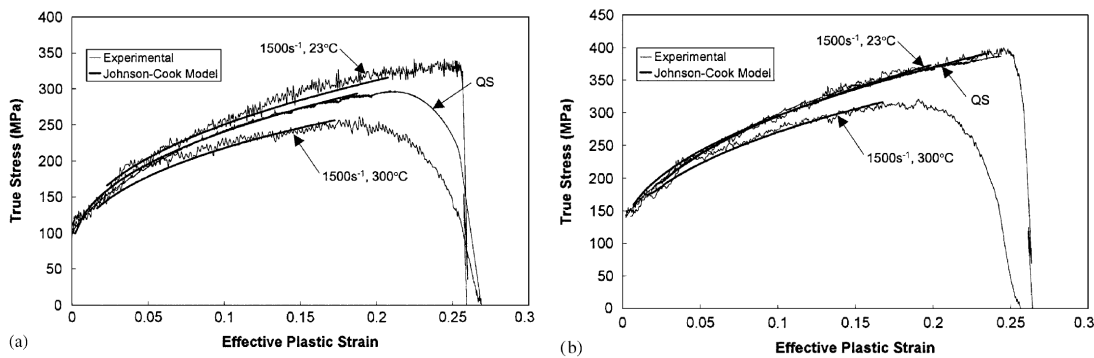 400
350
300
250
200
150
100
50
0
True Stress (MPa)
Experimental
Johnson-Cook Model
1500s⁻¹, 23°C
QS
1500s⁻¹, 300°C
0 0.05 0.1 0.15 0.2 0.25 0.3
Effective Plastic Strain
(a)
450
400
350
300
250
200
150
100
50
0
True Stress (MPa)
Experimental
Johnson-Cook Model
1500s⁻¹, 23°C
QS
1500s⁻¹, 300°C
0 0.05 0.1 0.15 0.2 0.25 0.3
Effective Plastic Strain
(b)